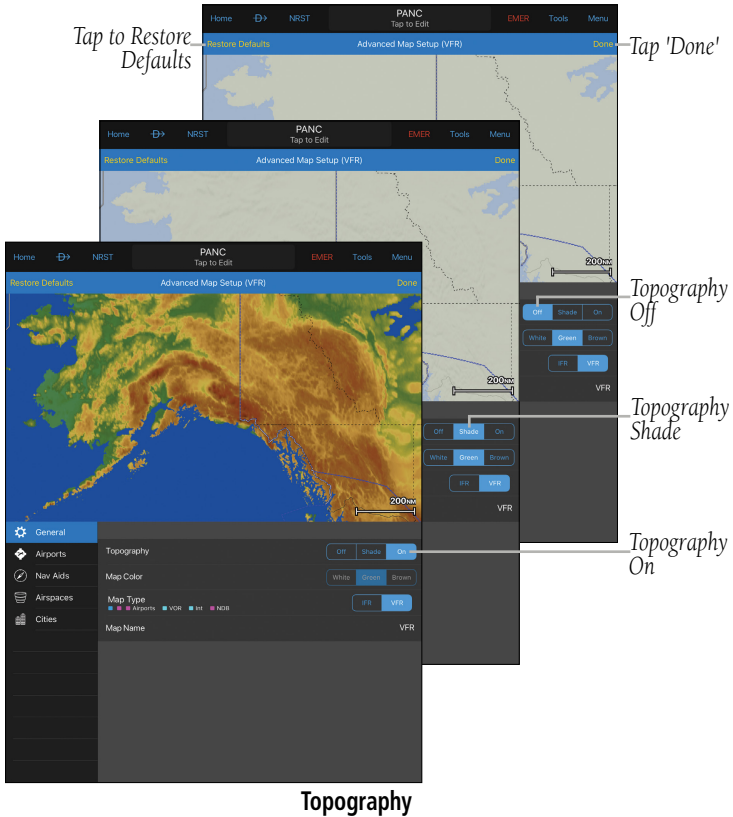 Home NRST PANC EMER Tools Menu
Tap to Edit
Tap to Restore
Defaults
Restore Defaults Advanced Map Setup (VFR) Done
Tap 'Done'
Home NRST PANC EMER Tools Menu
Tap to Edit
Restore Defaults Advanced Map Setup (VFR) Done
Home NRST PANC EMER Tools Menu
Tap to Edit
Restore Defaults Advanced Map Setup (VFR) Done
200NM
Topography
Off
Off Shade On
White Green Brown
IFR VFR
VFR
200NM
Topography
Shade
Off Shade On
White Green Brown
IFR VFR
VFR
200NM
General
Airports
Nav Aids
Airspaces
Cities
Topography Off Shade On
Topography
On
Map Color White Green Brown
Map Type IFR VFR
Airports VOR Int NDB
Map Name VFR
Topography